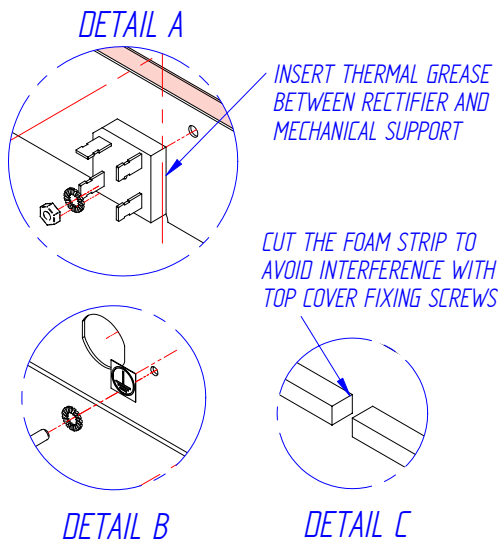 DETAIL A
INSERT THERMAL GREASE
BETWEEN RECTIFIER AND
MECHANICAL SUPPORT
CUT THE FOAM STRIP TO
AVOID INTERFERENCE WITH
TOP COVER FIXING SCREWS
DETAIL B
DETAIL C